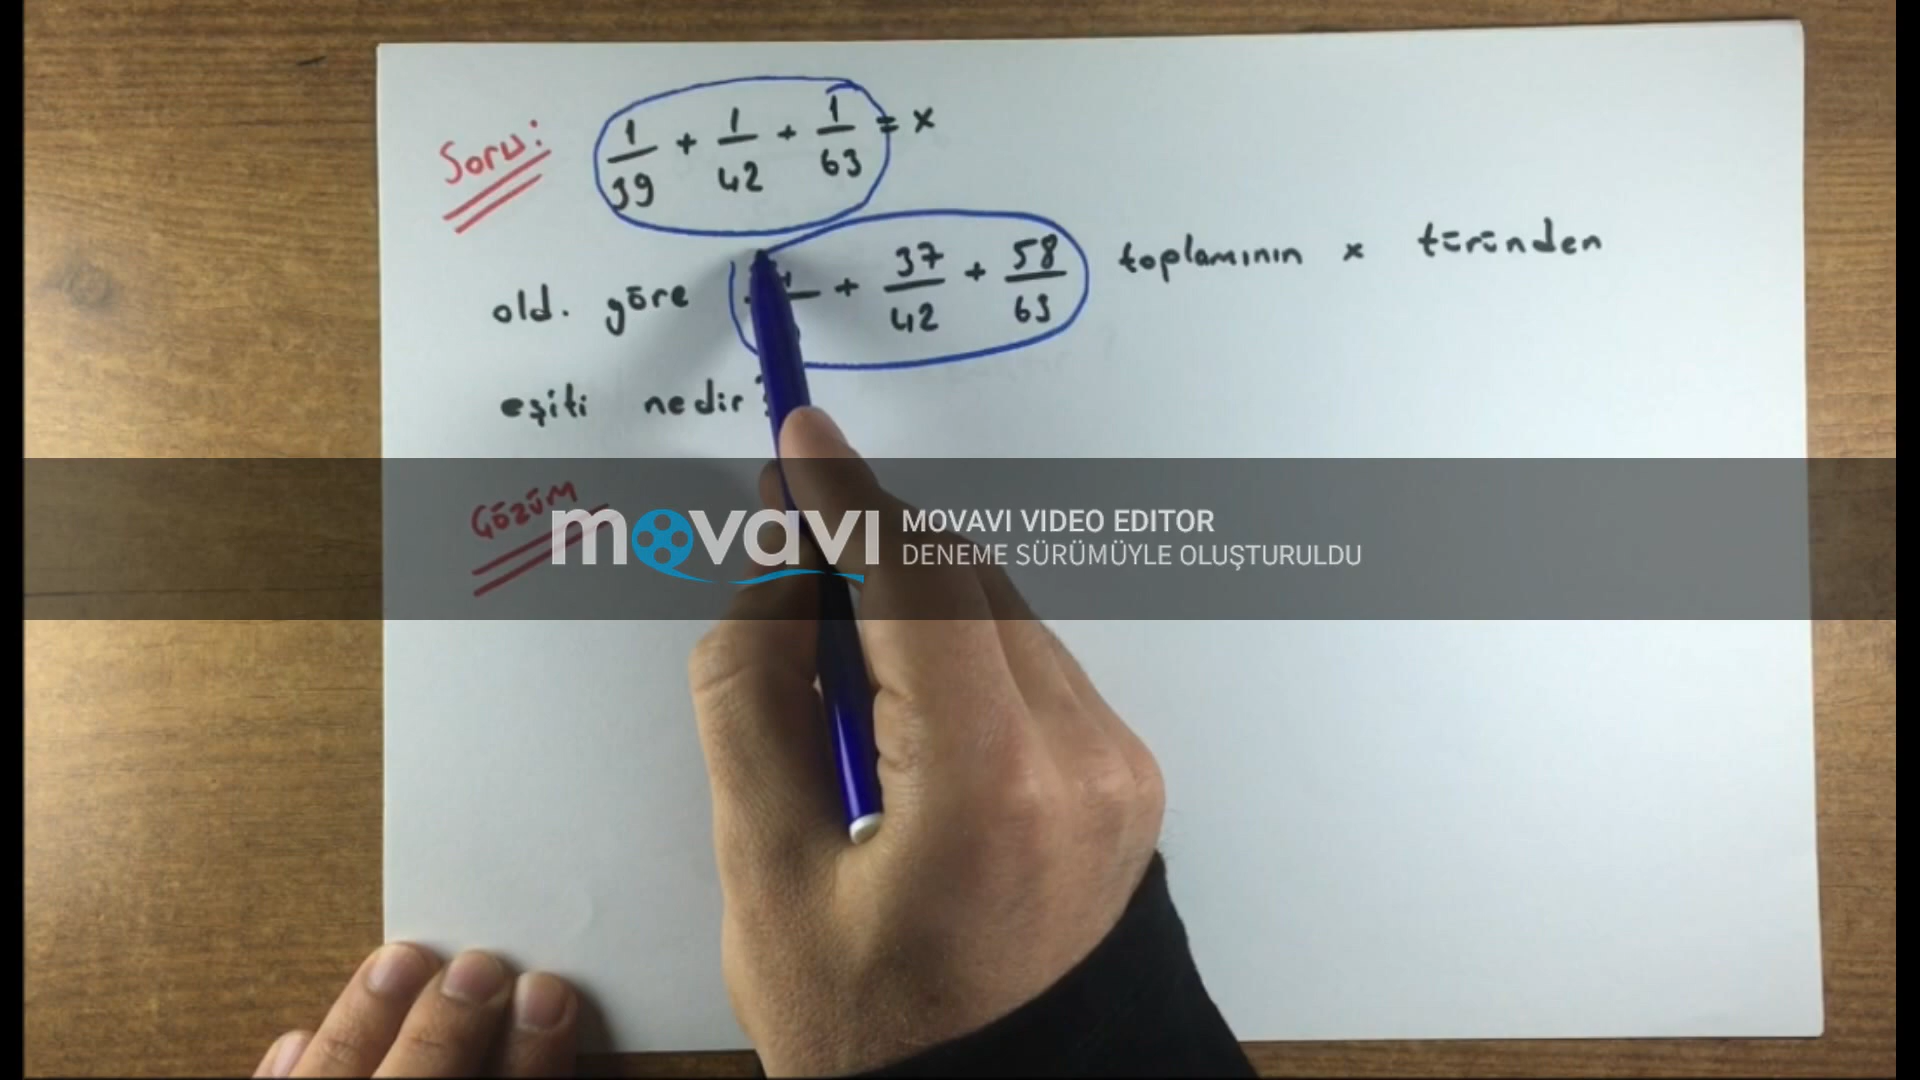 Soru: 1/39 + 1/42 + 1/63 = x
old. göre + 37/42 + 58/63 toplamının x türünden
eşiti nedir
Çözüm
movavi MOVAVI VIDEO EDITOR
DENEME SÜRÜMÜYLE OLUŞTURULDU